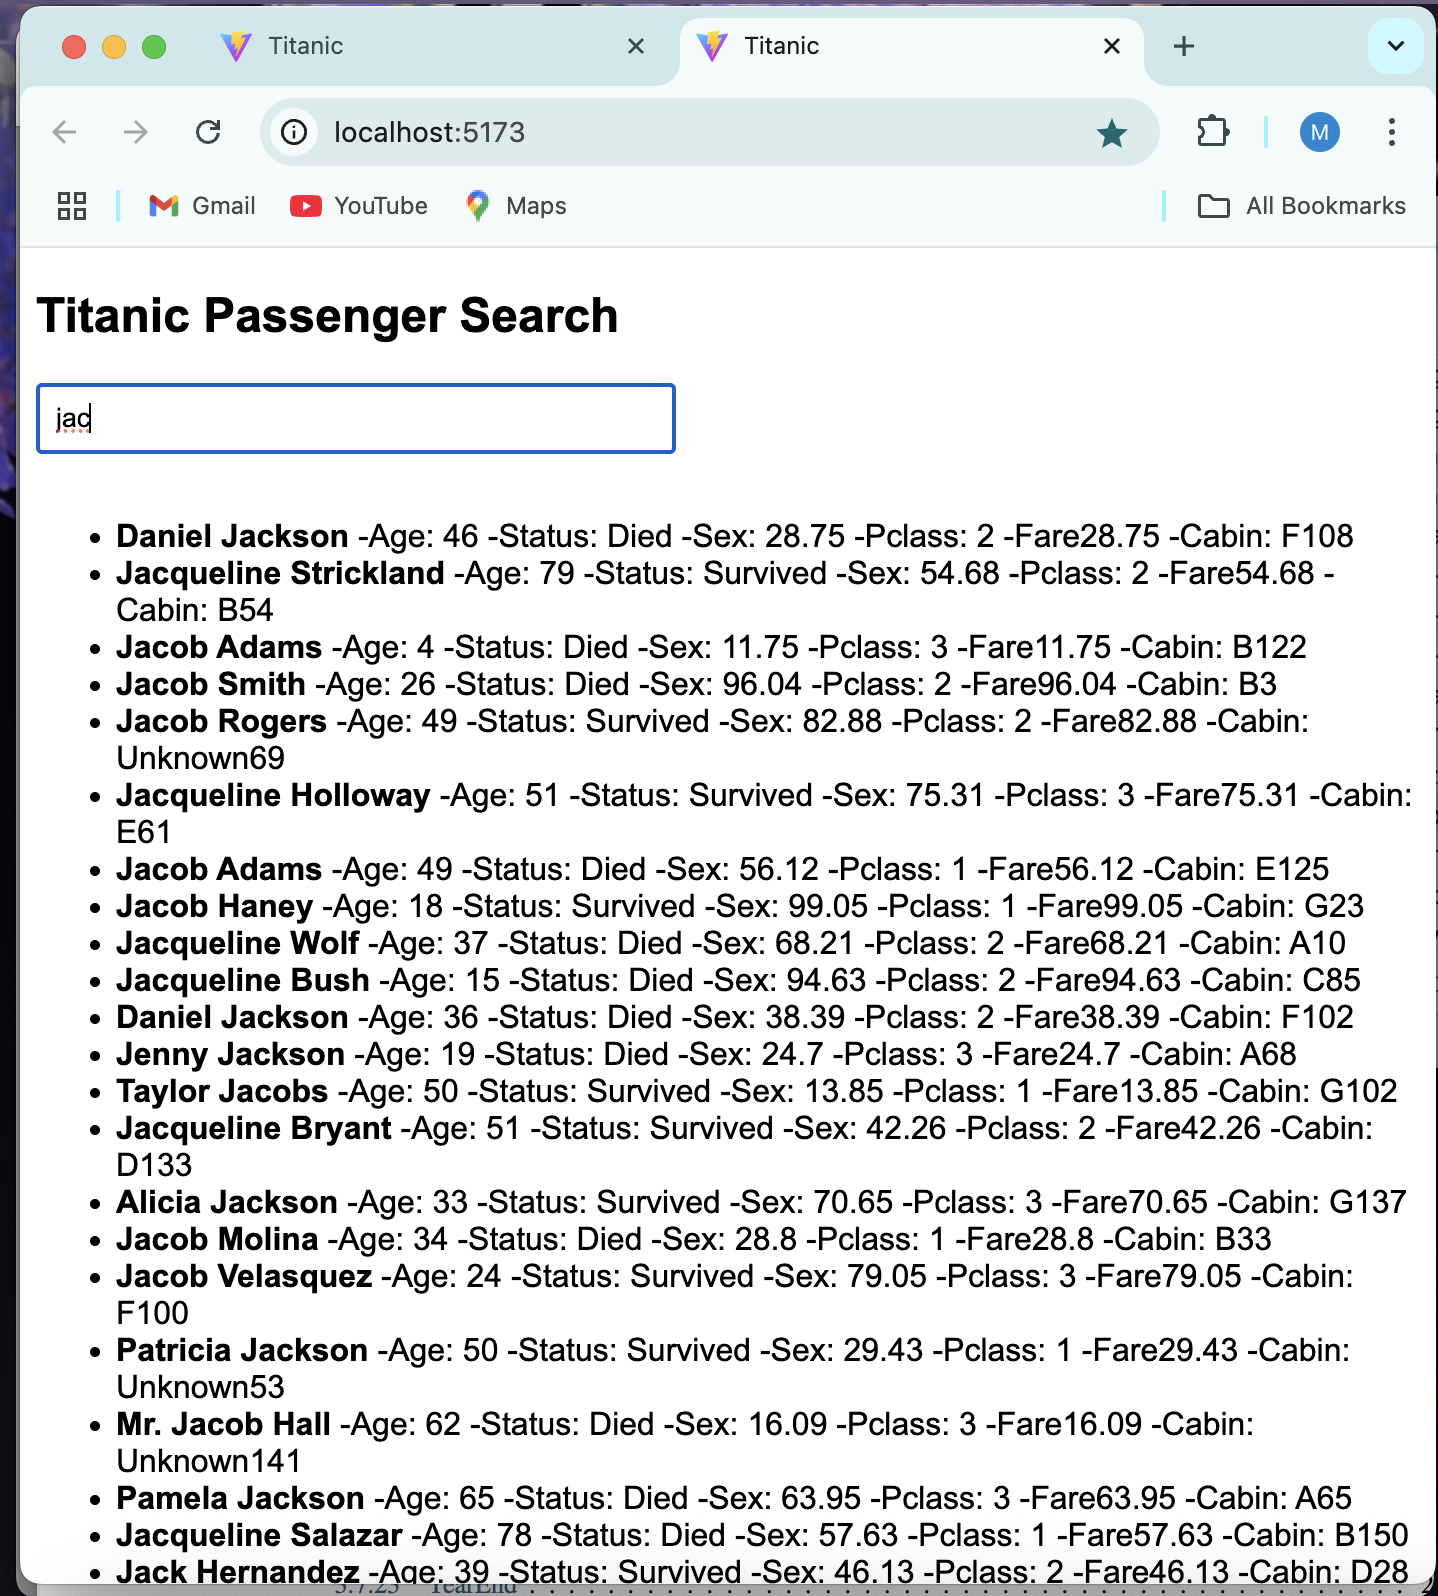 Titanic
Titanic
localhost:5173
M
Gmail
YouTube
Maps
All Bookmarks
Titanic Passenger Search
jac
Daniel Jackson -Age: 46 -Status: Died -Sex: 28.75 -Pclass: 2 -Fare28.75 -Cabin: F108
Jacqueline Strickland -Age: 79 -Status: Survived -Sex: 54.68 -Pclass: 2 -Fare54.68 -
Cabin: B54
Jacob Adams -Age: 4 -Status: Died -Sex: 11.75 -Pclass: 3 -Fare11.75 -Cabin: B122
Jacob Smith -Age: 26 -Status: Died -Sex: 96.04 -Pclass: 2 -Fare96.04 -Cabin: B3
Jacob Rogers -Age: 49 -Status: Survived -Sex: 82.88 -Pclass: 2 -Fare82.88 -Cabin:
Unknown69
Jacqueline Holloway -Age: 51 -Status: Survived -Sex: 75.31 -Pclass: 3 -Fare75.31 -Cabin:
E61
Jacob Adams -Age: 49 -Status: Died -Sex: 56.12 -Pclass: 1 -Fare56.12 -Cabin: E125
Jacob Haney -Age: 18 -Status: Survived -Sex: 99.05 -Pclass: 1 -Fare99.05 -Cabin: G23
Jacqueline Wolf -Age: 37 -Status: Died -Sex: 68.21 -Pclass: 2 -Fare68.21 -Cabin: A10
Jacqueline Bush -Age: 15 -Status: Died -Sex: 94.63 -Pclass: 2 -Fare94.63 -Cabin: C85
Daniel Jackson -Age: 36 -Status: Died -Sex: 38.39 -Pclass: 2 -Fare38.39 -Cabin: F102
Jenny Jackson -Age: 19 -Status: Died -Sex: 24.7 -Pclass: 3 -Fare24.7 -Cabin: A68
Taylor Jacobs -Age: 50 -Status: Survived -Sex: 13.85 -Pclass: 1 -Fare13.85 -Cabin: G102
Jacqueline Bryant -Age: 51 -Status: Survived -Sex: 42.26 -Pclass: 2 -Fare42.26 -Cabin:
D133
Alicia Jackson -Age: 33 -Status: Survived -Sex: 70.65 -Pclass: 3 -Fare70.65 -Cabin: G137
Jacob Molina -Age: 34 -Status: Died -Sex: 28.8 -Pclass: 1 -Fare28.8 -Cabin: B33
Jacob Velasquez -Age: 24 -Status: Survived -Sex: 79.05 -Pclass: 3 -Fare79.05 -Cabin:
F100
Patricia Jackson -Age: 50 -Status: Survived -Sex: 29.43 -Pclass: 1 -Fare29.43 -Cabin:
Unknown53
Mr. Jacob Hall -Age: 62 -Status: Died -Sex: 16.09 -Pclass: 3 -Fare16.09 -Cabin:
Unknown141
Pamela Jackson -Age: 65 -Status: Died -Sex: 63.95 -Pclass: 3 -Fare63.95 -Cabin: A65
Jacqueline Salazar -Age: 78 -Status: Died -Sex: 57.63 -Pclass: 1 -Fare57.63 -Cabin: B150
Jack Hernandez -Age: 39 -Status: Survived -Sex: 46.13 -Pclass: 2 -Fare46.13 -Cabin: D28